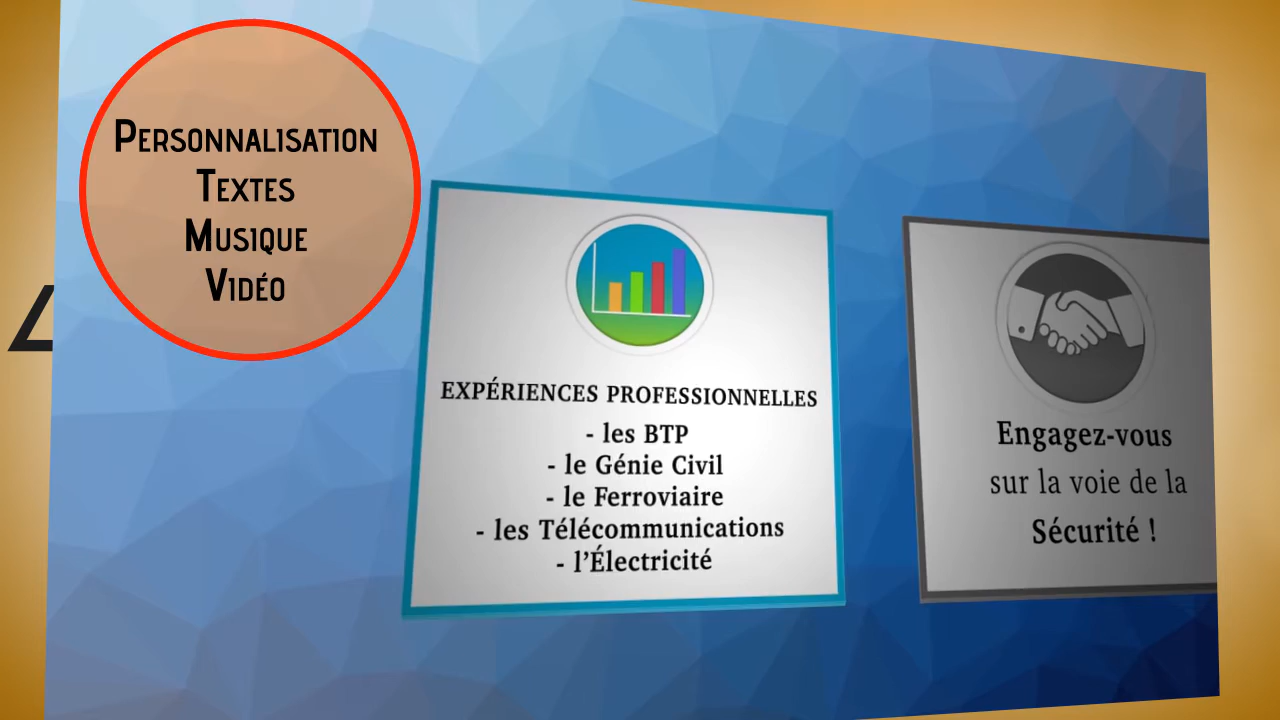 Personnalisation
Textes
Musique
Vidéo
EXPÉRIENCES PROFESSIONNELLES
- les BTP
- le Génie Civil
- le Ferroviaire
- les Télécommunications
- l'Électricité
Engagez-vous
sur la voie de la
Sécurité !